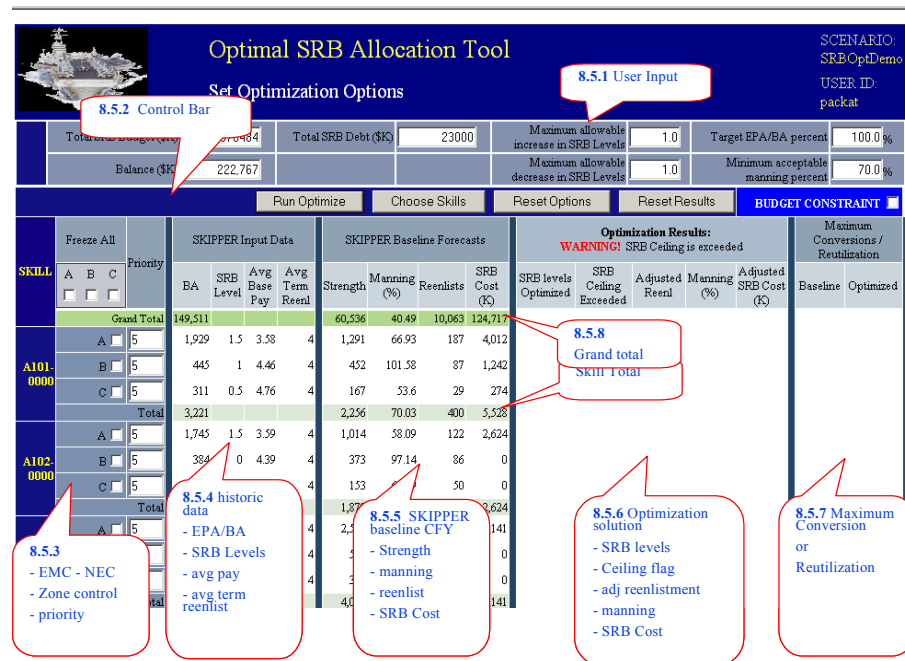 Optimal SRB Allocation Tool
Set Optimization Options
SCENARIO:
SRBOptDemo
USER ID:
packat
8.5.1 User Input
8.5.2 Control Bar
Total SRB Debt ($K) 23000
Maximum allowable increase in SRB Levels 1.0
Target EPA/BA percent 100.0 %
Balance ($K 222,767
Maximum allowable decrease in SRB Levels 1.0
Minimum acceptable manning percent 70.0 %
Run Optimize Choose Skills Reset Options Reset Results BUDGET CONSTRAINT
SKILL
Freeze All
A B C
Priority
SKIPPER Input Data
BA
SRB Level
Avg Base Pay
Avg Term Reenl
SKIPPER Baseline Forecasts
Strength
Manning (%)
Reenlists
SRB Cost (K)
Optimization Results:
WARNING! SRB Ceiling is exceeded
SRB levels Optimized
SRB Ceiling Exceeded
Adjusted Reenl
Manning (%)
Adjusted SRB Cost (K)
Maximum Conversions / Reutilization
Baseline Optimized
Grand Total 149,511 60,536 40.49 10,063 124,717
A101-0000
A 5 1,929 1.5 3.58 4 1,291 66.93 187 4,012
B 5 445 1 4.46 4 452 101.58 87 1,242
C 5 311 0.5 4.76 4 167 53.6 29 274
Total 3,221 2,256 70.03 400 5,528
A102-0000
A 5 1,745 1.5 3.59 4 1,014 58.09 122 2,624
B 5 384 0 4.39 4 373 97.14 86 0
C 5 4 153 50 0
Total
A 5 4 141
4 0
4 0
141
8.5.8
Grand total
Skill Total
8.5.3
- EMC - NEC
- Zone control
- priority
8.5.4 historic
data
- EPA/BA
- SRB Levels
- avg pay
- avg term
reenlist
8.5.5 SKIPPER
baseline CFY
- Strength
- manning
- reenlist
- SRB Cost
8.5.6 Optimization
solution
- SRB levels
- Ceiling flag
- adj reenlistment
- manning
- SRB Cost
8.5.7 Maximum
Conversion
or
Reutilization